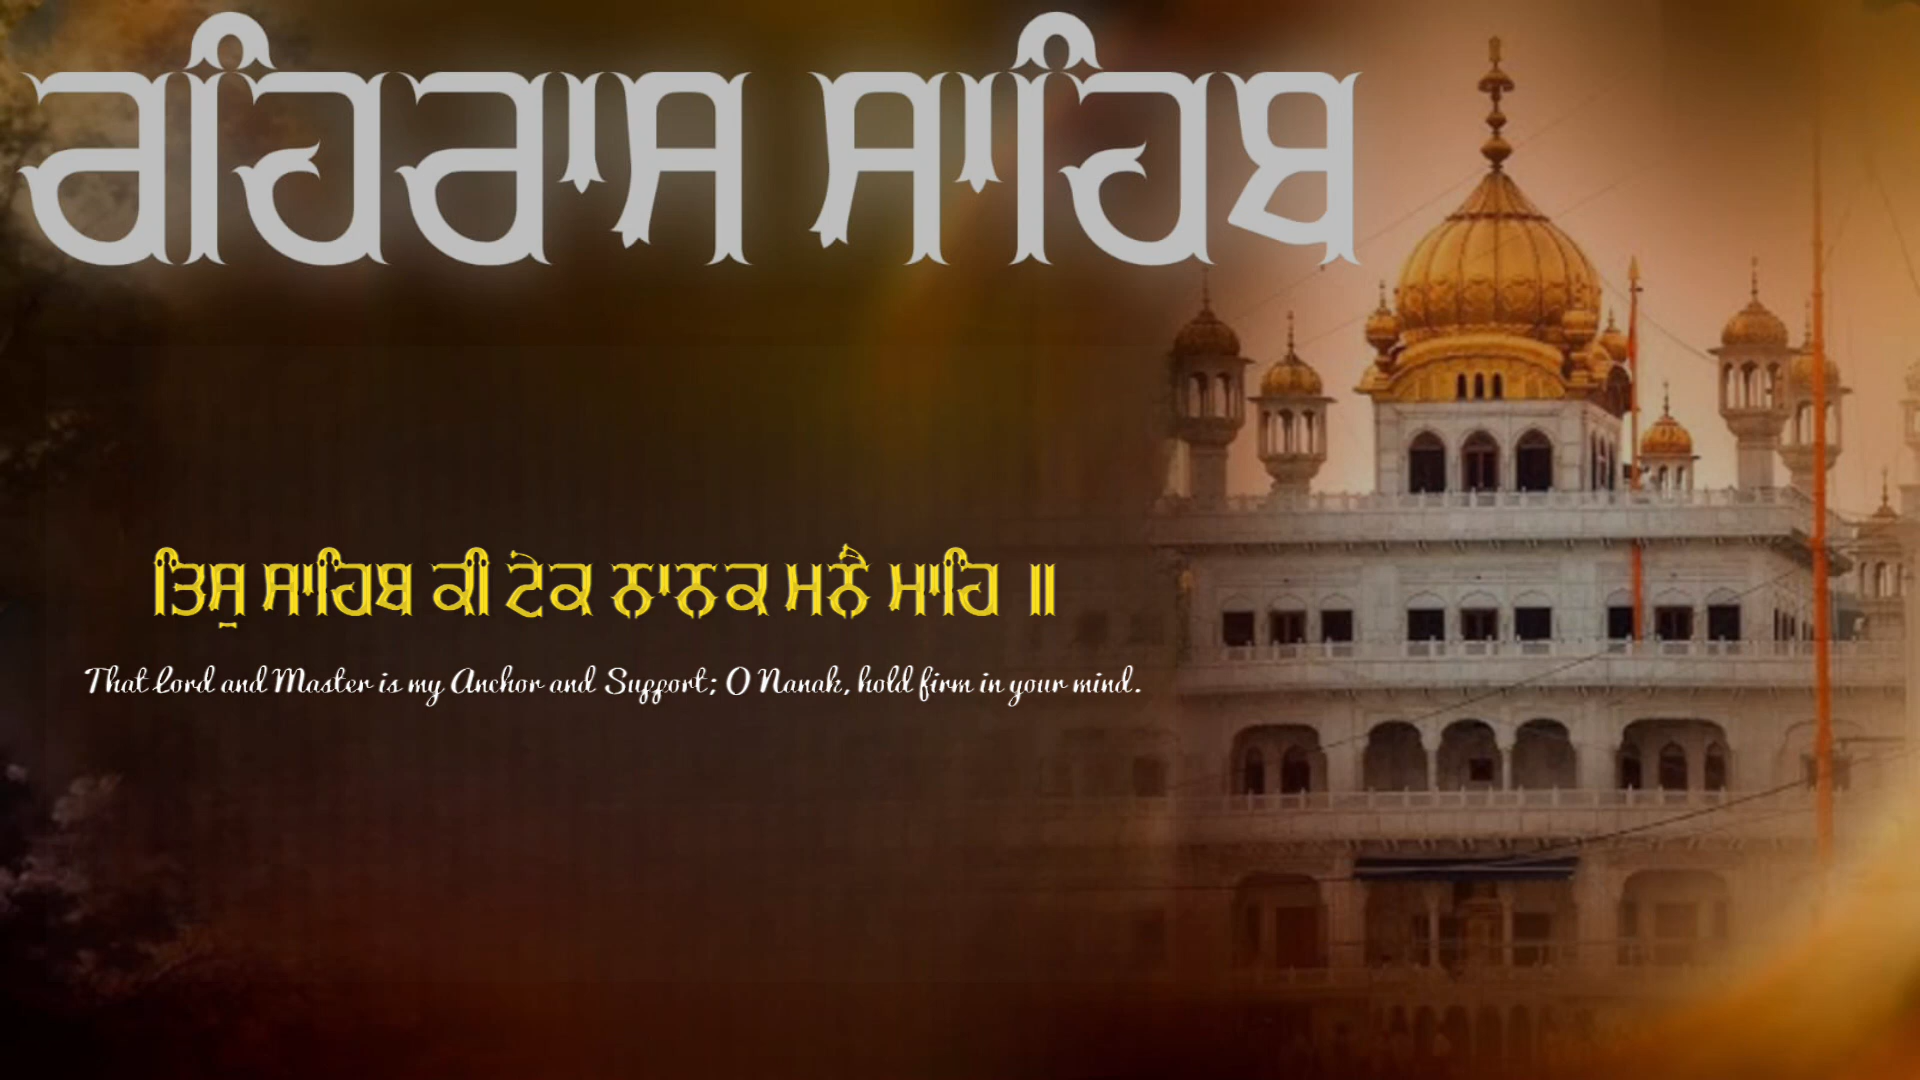 ਰਹਿਰਾਸ ਸਾਹਿਬ
ਤਿਸੁ ਸਾਹਿਬ ਕੀ ਟੇਕ ਨਾਨਕ ਮਨੈ ਮਾਹਿ ॥
That Lord and Master is my Anchor and Support; O Nanak, hold firm in your mind.